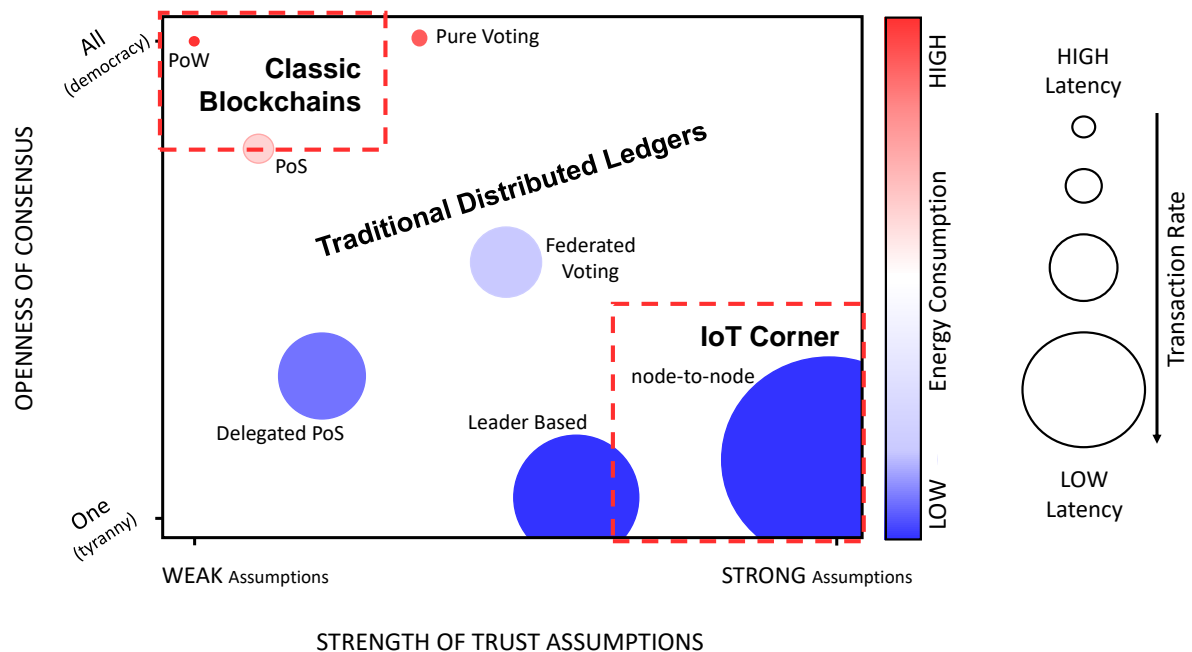 All
(democracy)
PoW
Classic
Blockchains
Pure Voting
PoS
Traditional Distributed Ledgers
Federated
Voting
IoT Corner
node-to-node
Delegated PoS
Leader Based
One
(tyranny)
OPENNESS OF CONSENSUS
WEAK Assumptions
STRONG Assumptions
STRENGTH OF TRUST ASSUMPTIONS
HIGH
Energy Consumption
LOW
HIGH
Latency
Transaction Rate
LOW
Latency